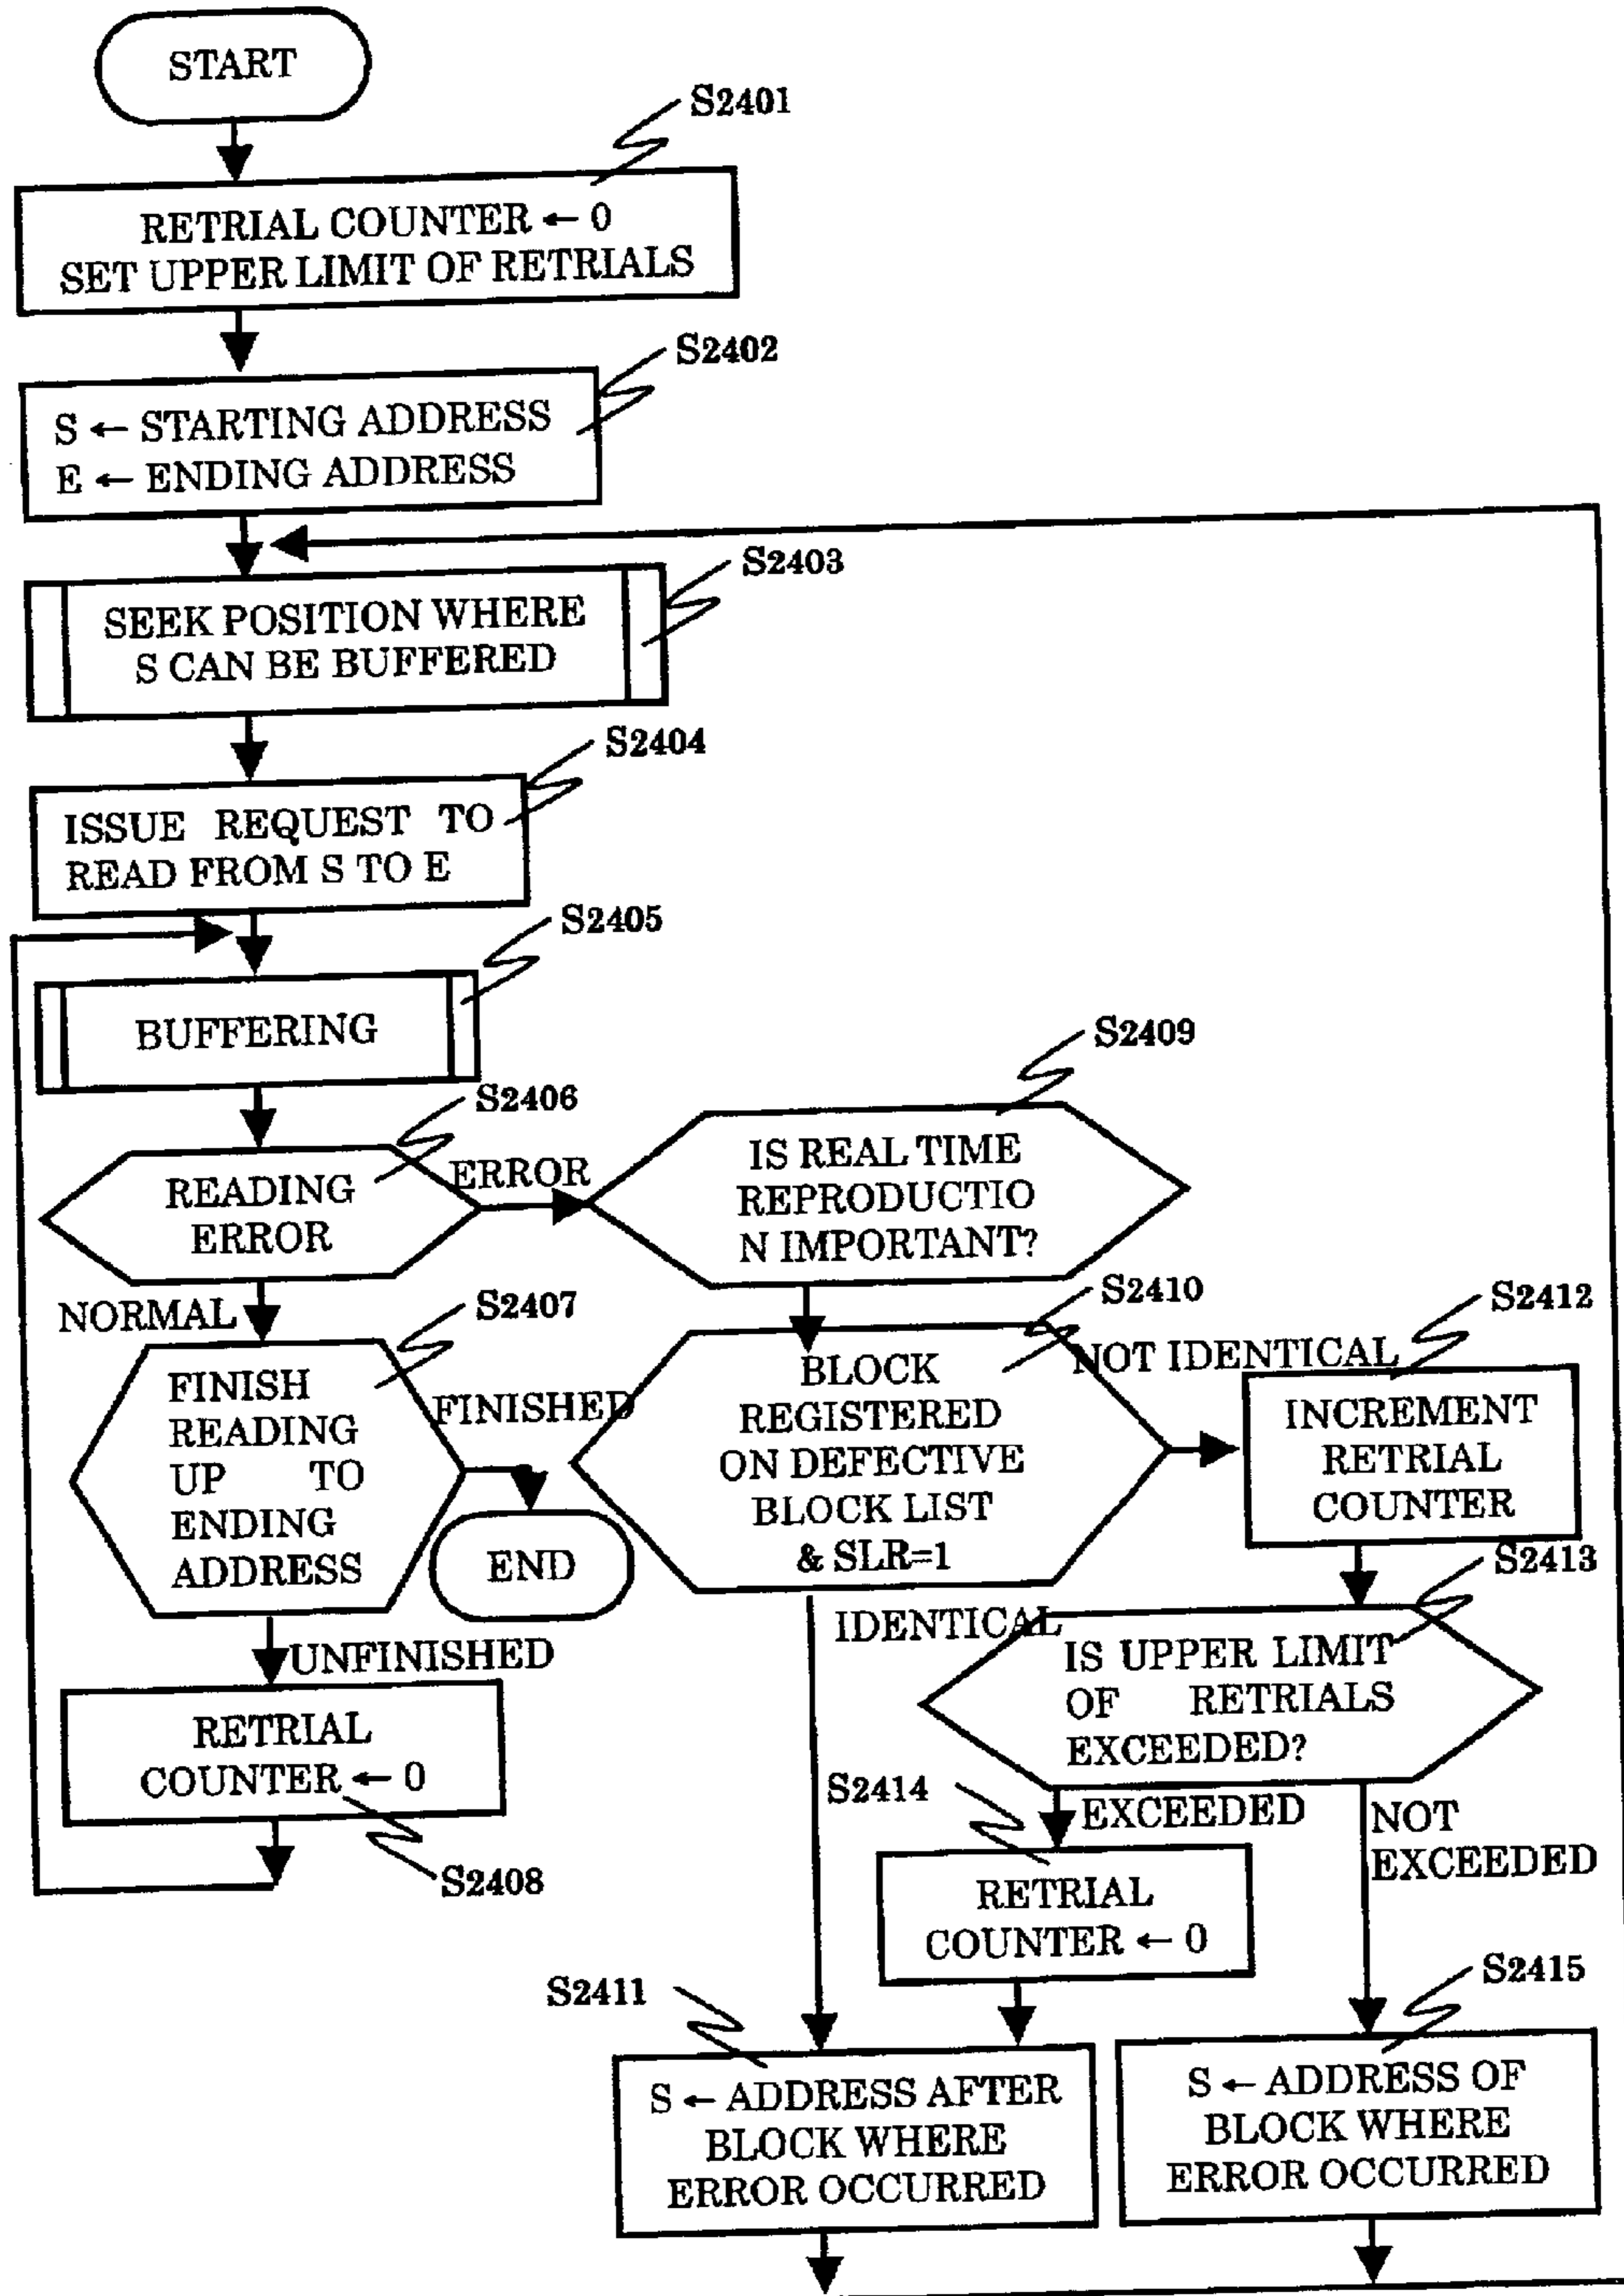 START
S2401
RETRIAL COUNTER ← 0
SET UPPER LIMIT OF RETRIALS
S2402
S ← STARTING ADDRESS
E ← ENDING ADDRESS
S2403
SEEK POSITION WHERE
S CAN BE BUFFERED
S2404
ISSUE REQUEST TO
READ FROM S TO E
S2405
BUFFERING
S2406
READING
ERROR
ERROR
NORMAL
S2409
IS REAL TIME
REPRODUCTIO
N IMPORTANT?
S2407
FINISH
READING
UP TO
ENDING
ADDRESS
FINISHED
END
UNFINISHED
RETRIAL
COUNTER ← 0
S2408
S2410
BLOCK
REGISTERED
ON DEFECTIVE
BLOCK LIST
& SLR=1
NOT IDENTICAL
IDENTICAL
S2412
INCREMENT
RETRIAL
COUNTER
S2413
IS UPPER LIMIT
OF RETRIALS
EXCEEDED?
EXCEEDED
NOT
EXCEEDED
S2414
RETRIAL
COUNTER ← 0
S2411
S ← ADDRESS AFTER
BLOCK WHERE
ERROR OCCURRED
S2415
S ← ADDRESS OF
BLOCK WHERE
ERROR OCCURRED